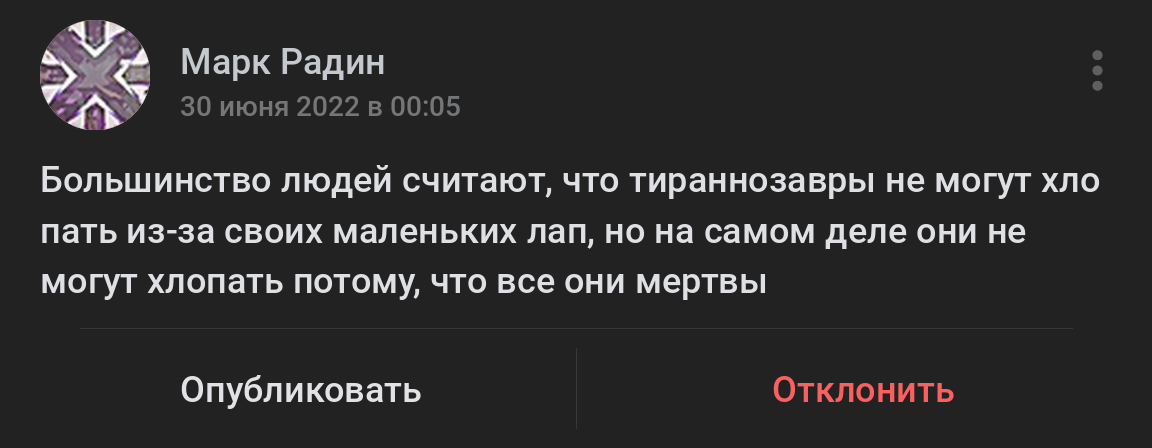 Марк Радин
30 июня 2022 в 00:05
Большинство людей считают, что тираннозавры не могут хло
пать из-за своих маленьких лап, но на самом деле они не
могут хлопать потому, что все они мертвы
Опубликовать
Отклонить